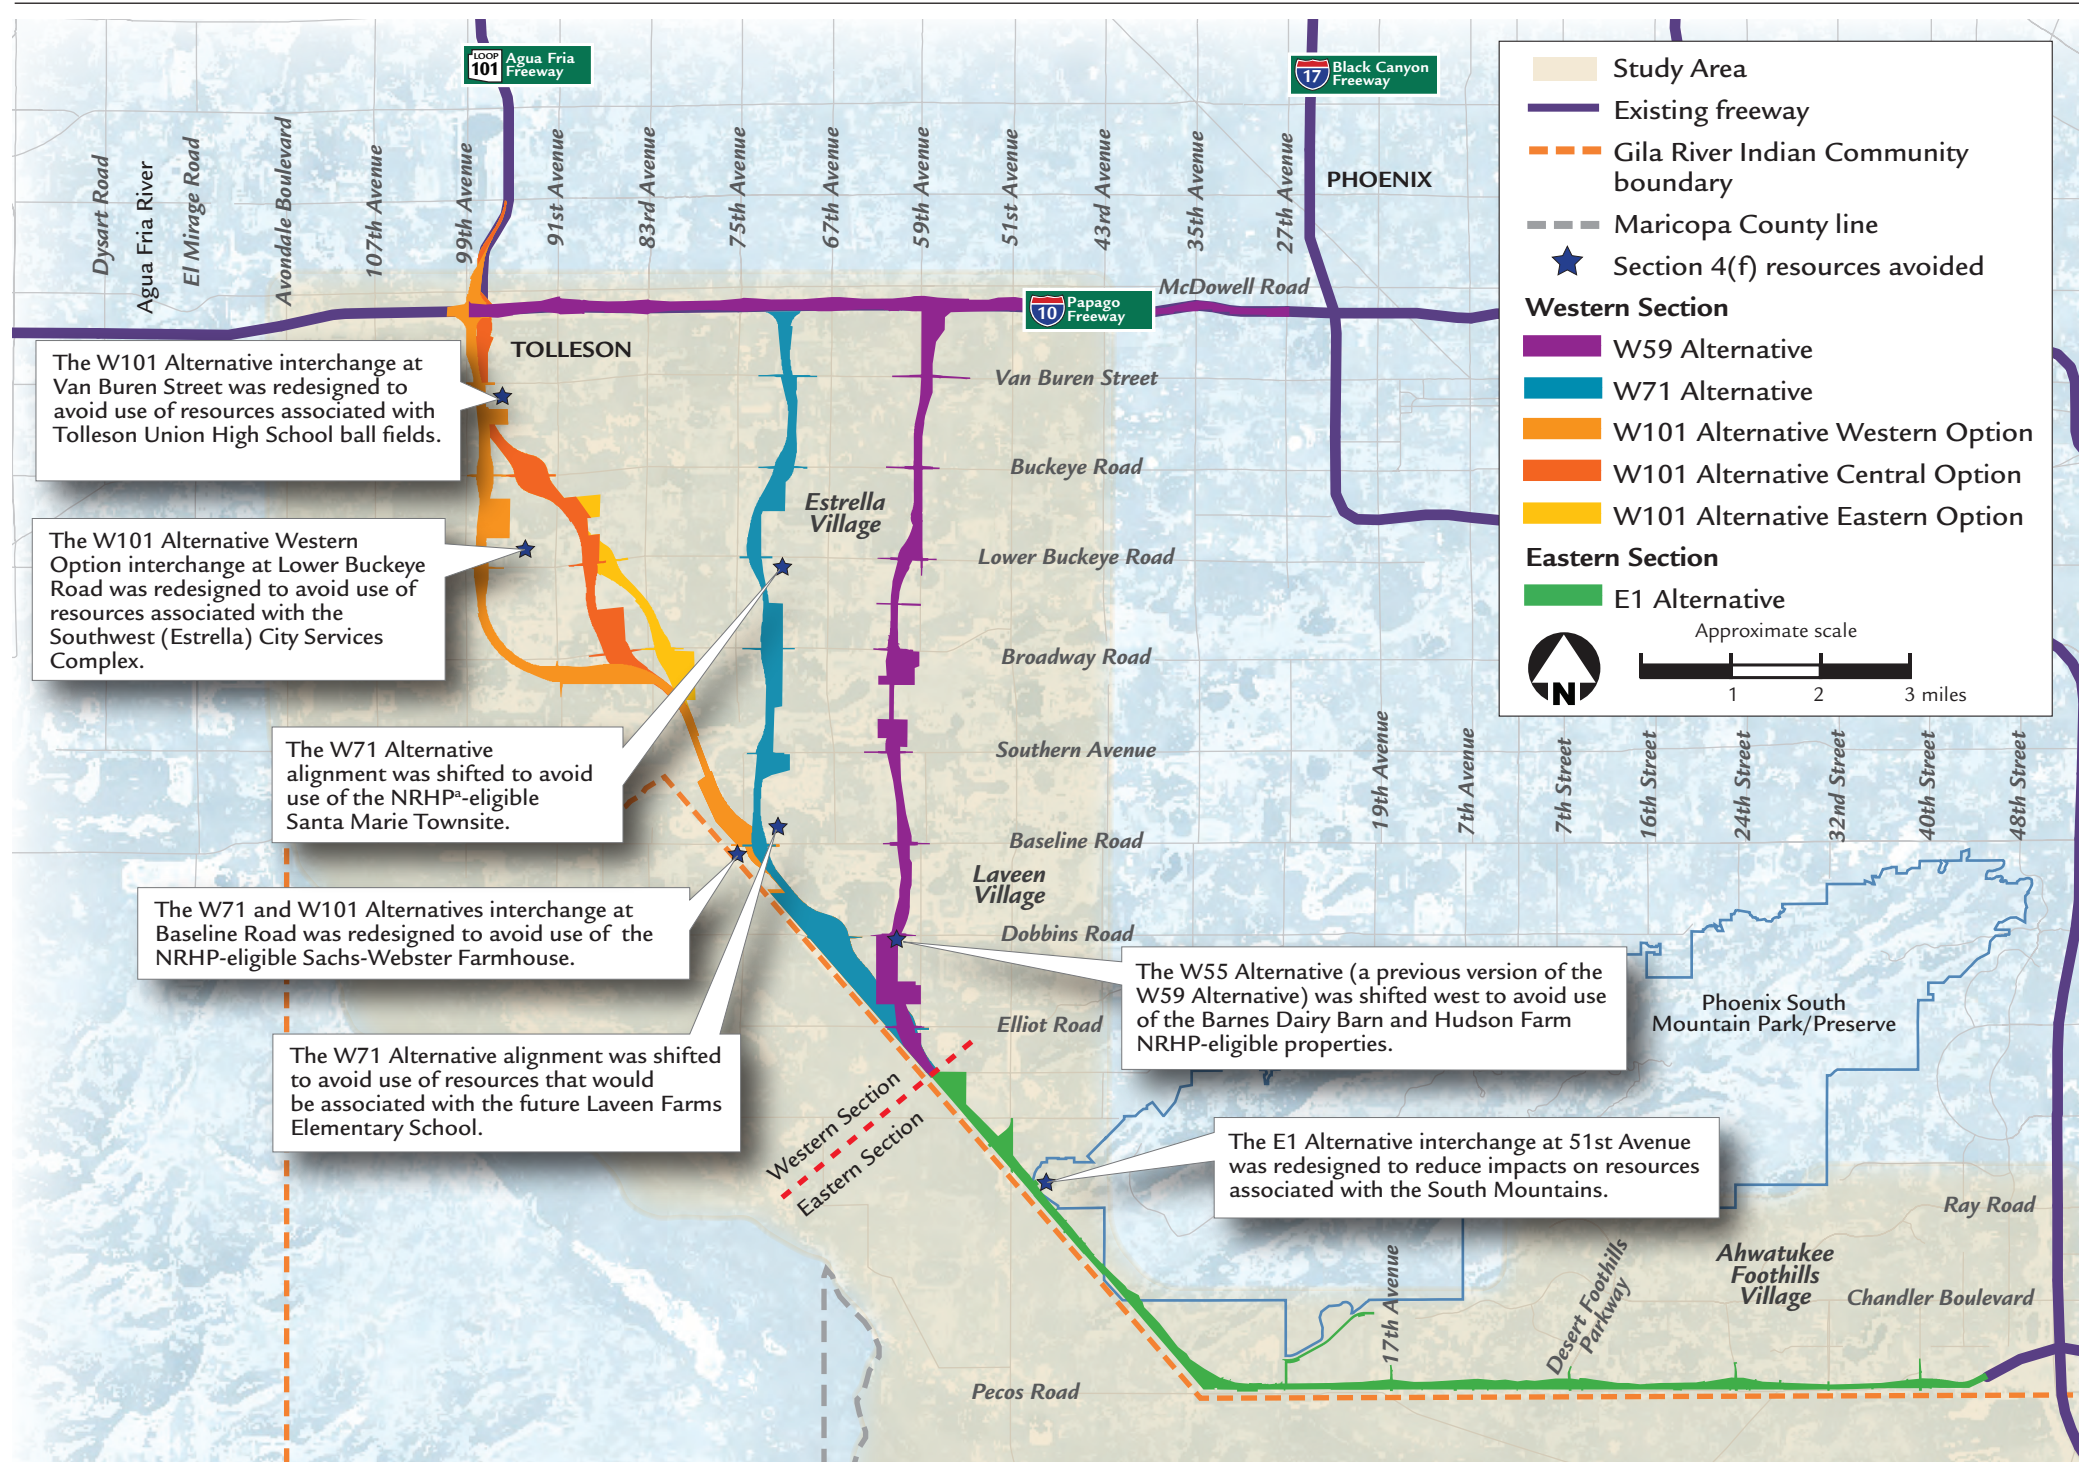 LOOP
101
Agua Fria
Freeway
17
Black Canyon
Freeway
Dysart Road
Agua Fria River
El Mirage Road
Avondale Boulevard
107th Avenue
99th Avenue
91st Avenue
83rd Avenue
75th Avenue
67th Avenue
59th Avenue
51st Avenue
43rd Avenue
35th Avenue
27th Avenue
PHOENIX
McDowell Road
10
Papago
Freeway
TOLLESON
Van Buren Street
Buckeye Road
Estrella
Village
Lower Buckeye Road
Broadway Road
Southern Avenue
Baseline Road
Laveen
Village
Dobbins Road
Elliot Road
19th Avenue
7th Avenue
7th Street
16th Street
24th Street
32nd Street
40th Street
48th Street
Study Area
Existing freeway
Gila River Indian Community
boundary
Maricopa County line
Section 4(f) resources avoided
Western Section
W59 Alternative
W71 Alternative
W101 Alternative Western Option
W101 Alternative Central Option
W101 Alternative Eastern Option
Eastern Section
E1 Alternative
Approximate scale
N
1 2 3 miles
The W101 Alternative interchange at
Van Buren Street was redesigned to
avoid use of resources associated with
Tolleson Union High School ball fields.
The W101 Alternative Western
Option interchange at Lower Buckeye
Road was redesigned to avoid use of
resources associated with the
Southwest (Estrella) City Services
Complex.
The W71 Alternative
alignment was shifted to avoid
use of the NRHPᵃ-eligible
Santa Marie Townsite.
The W71 and W101 Alternatives interchange at
Baseline Road was redesigned to avoid use of the
NRHP-eligible Sachs-Webster Farmhouse.
The W71 Alternative alignment was shifted
to avoid use of resources that would
be associated with the future Laveen Farms
Elementary School.
The W55 Alternative (a previous version of the
W59 Alternative) was shifted west to avoid use
of the Barnes Dairy Barn and Hudson Farm
NRHP-eligible properties.
Phoenix South
Mountain Park/Preserve
Western Section
Eastern Section
The E1 Alternative interchange at 51st Avenue
was redesigned to reduce impacts on resources
associated with the South Mountains.
Ray Road
Ahwatukee
Foothills
Village
Chandler Boulevard
17th Avenue
Desert Foothills
Parkway
Pecos Road